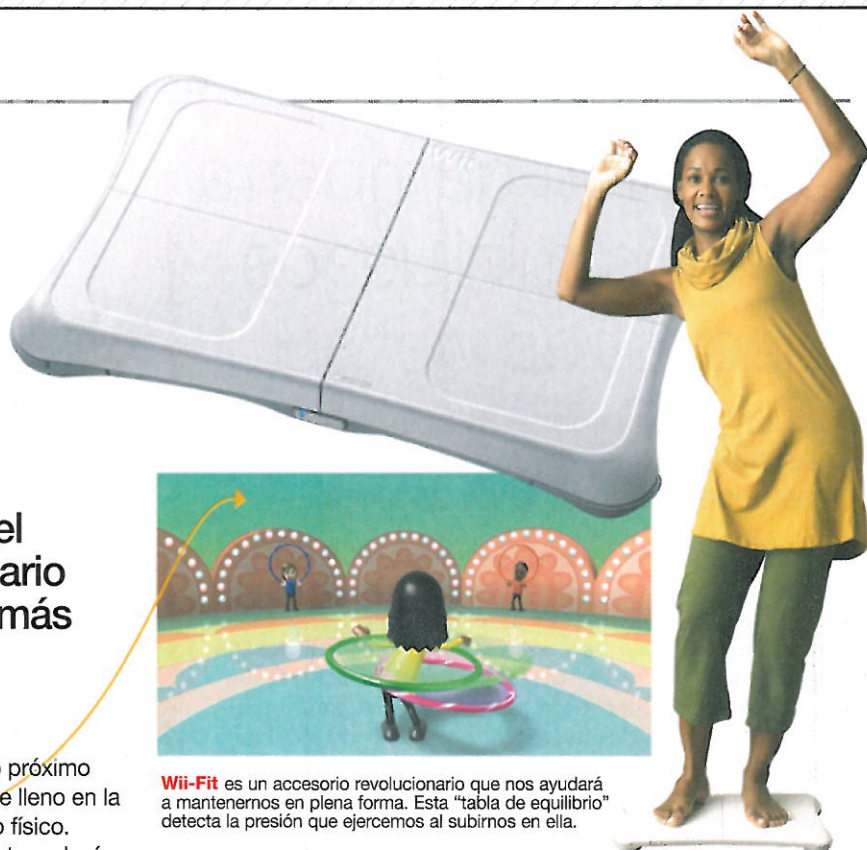 Wii
el
ario
más
próximo
e lleno en la
o físico.
Wii-Fit es un accesorio revolucionario que nos ayudará
a mantenernos en plena forma. Esta “tabla de equilibrio”
detecta la presión que ejercemos al subirnos en ella.